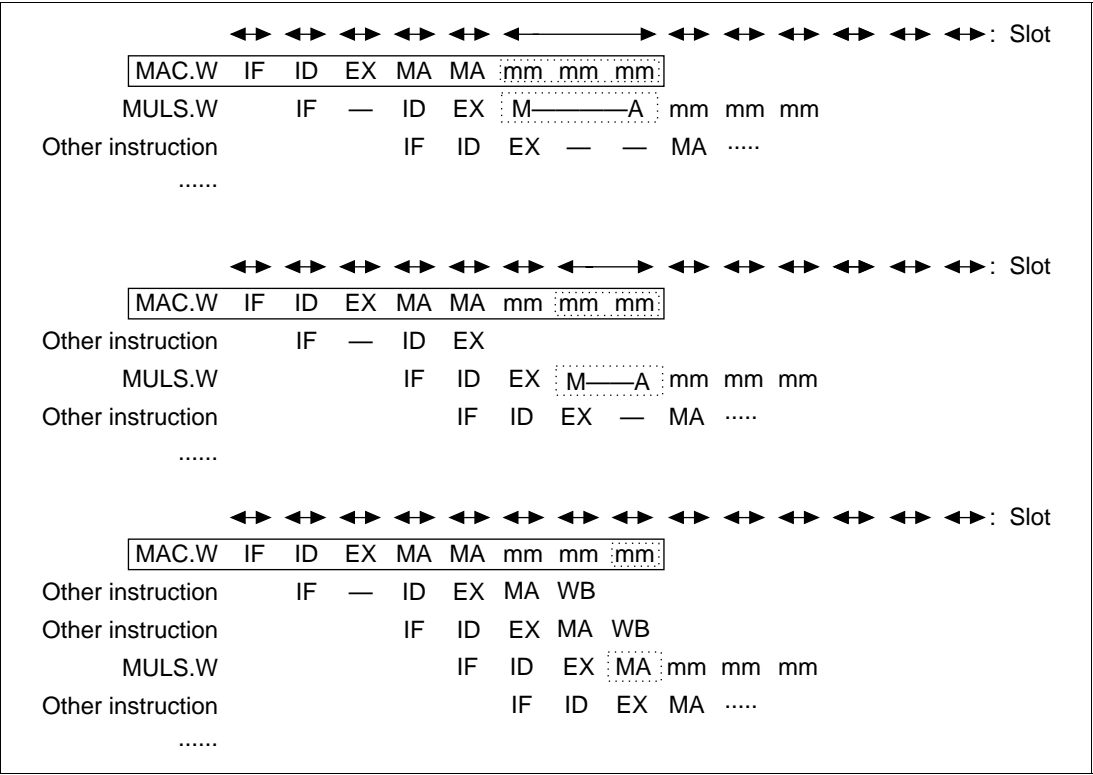 : Slot
MAC.W IF ID EX MA MA mm mm mm
MULS.W IF — ID EX M————A mm mm mm
Other instruction IF ID EX — — MA .....
......
: Slot
MAC.W IF ID EX MA MA mm mm mm
Other instruction IF — ID EX
MULS.W IF ID EX M——A mm mm mm
Other instruction IF ID EX — MA .....
......
: Slot
MAC.W IF ID EX MA MA mm mm mm
Other instruction IF — ID EX MA WB
Other instruction IF ID EX MA WB
MULS.W IF ID EX MA mm mm mm
Other instruction IF ID EX MA .....
......